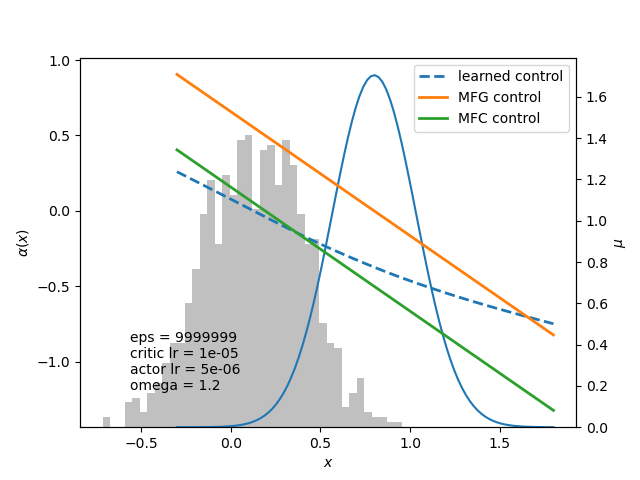 learned control
MFG control
MFC control
eps = 9999999
critic lr = 1e-05
actor lr = 5e-06
omega = 1.2
1.0
0.5
0.0
−0.5
−1.0
α(x)
−0.5
0.0
0.5
1.0
1.5
x
1.6
1.4
1.2
1.0
0.8
0.6
0.4
0.2
0.0
μ